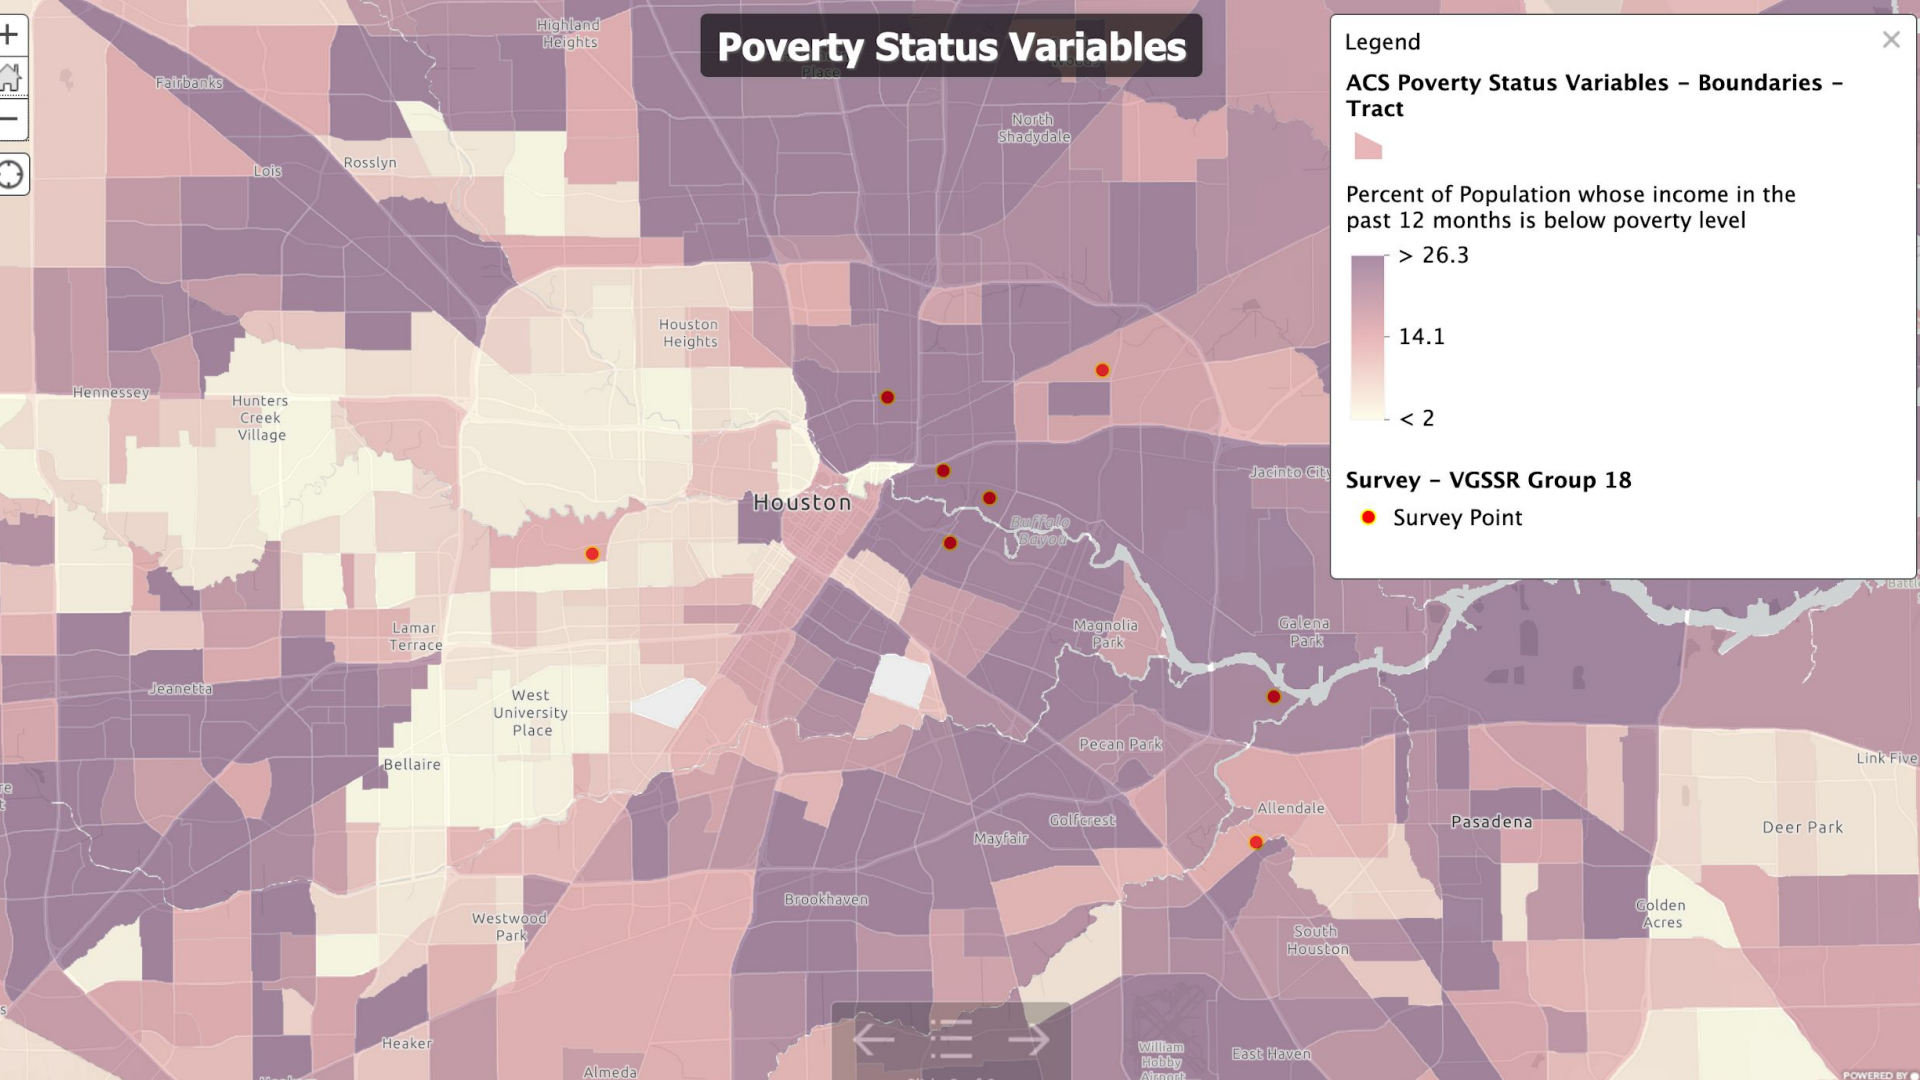 Poverty Status Variables
Legend
ACS Poverty Status Variables – Boundaries –
Tract
Percent of Population whose income in the
past 12 months is below poverty level
> 26.3
14.1
< 2
Survey – VGSSR Group 18
Survey Point
Highland
Heights
Place
Fairbanks
North
Shadydale
Rosslyn
Lois
Houston
Heights
Hennessey
Hunters
Creek
Village
Jacinto City
Houston
Buffalo
Bayou
Lamar
Terrace
Magnolia
Park
Galena
Park
Jeanetta
West
University
Place
Pecan Park
Bellaire
Link Five
Allendale
Golfcrest
Pasadena
Deer Park
Mayfair
Brookhaven
Westwood
Park
Golden
Acres
South
Houston
Heaker
William
Hobby
Airport
East Haven
Almeda
POWERED BY